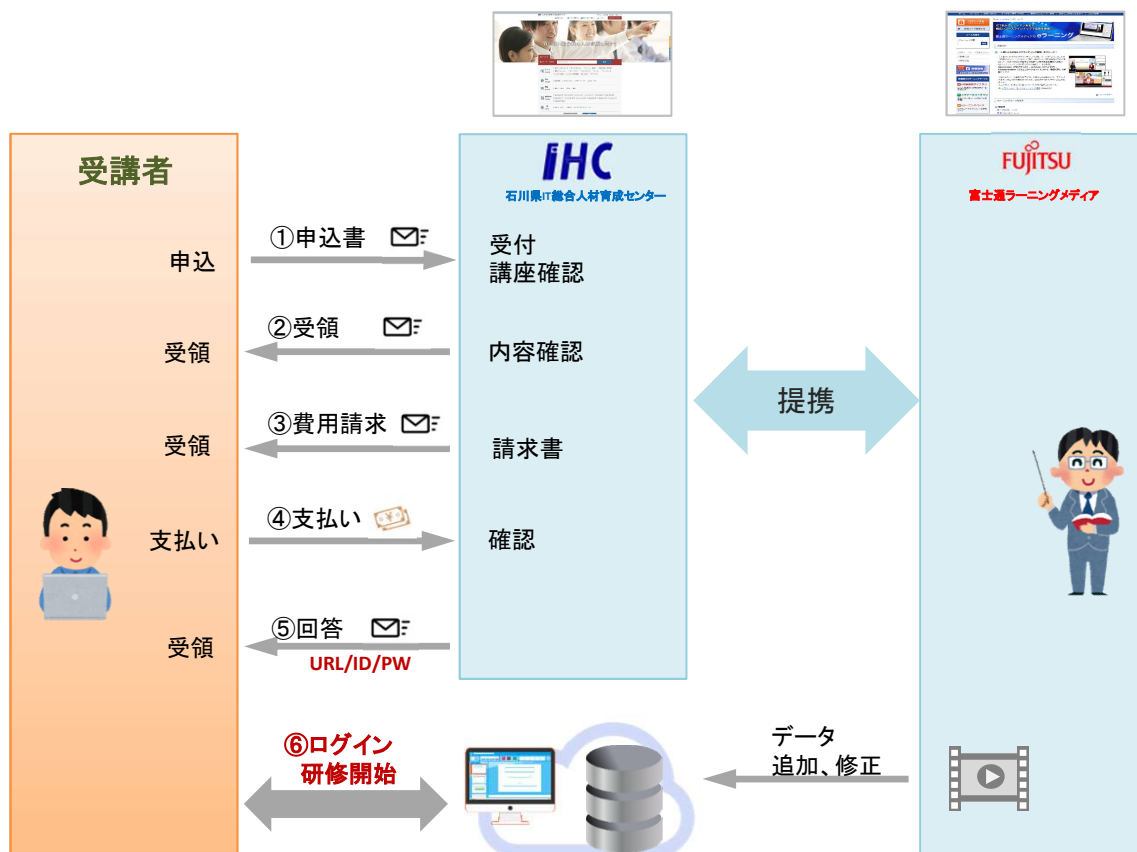 受講者
iHC
石川県IT総合人材育成センター
FUJITSU
富士通ラーニングメディア
申込
①申込書
受付
講座確認
受領
②受領
内容確認
提携
受領
③費用請求
請求書
支払い
④支払い
確認
受領
⑤回答
URL/ID/PW
⑥ログイン
研修開始
データ
追加、修正